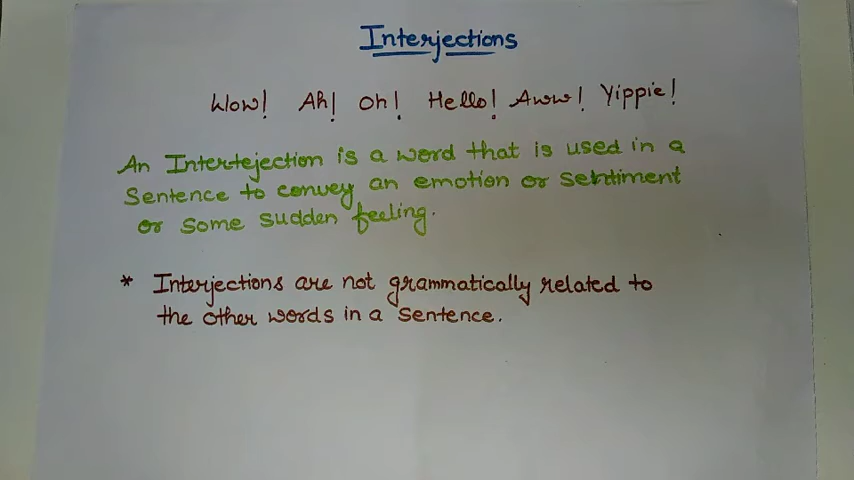 Interjections
Wow! Ah! Oh! Hello! Aww! Yippie!
An Intertejection is a word that is used in a
Sentence to convey an emotion or sentiment
or some sudden feeling.
* Interjections are not grammatically related to
the other words in a sentence.